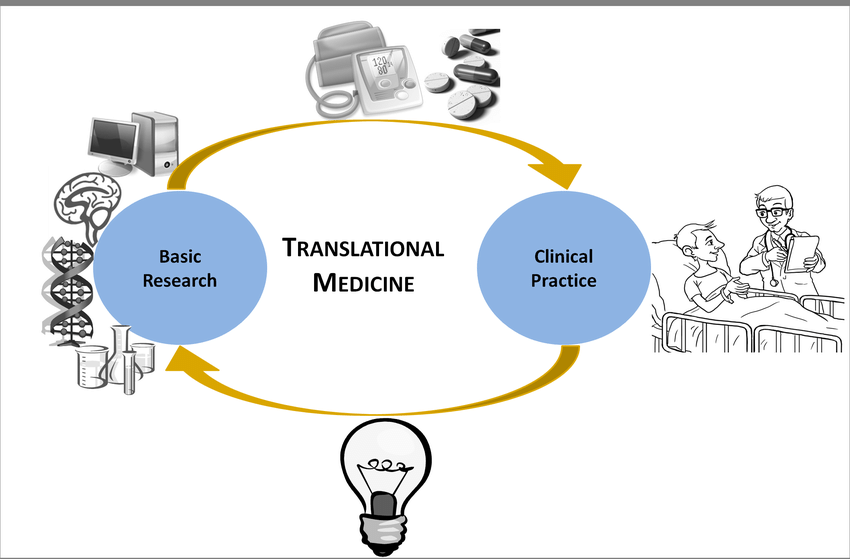 120
80
Basic
Research
TRANSLATIONAL
MEDICINE
Clinical
Practice